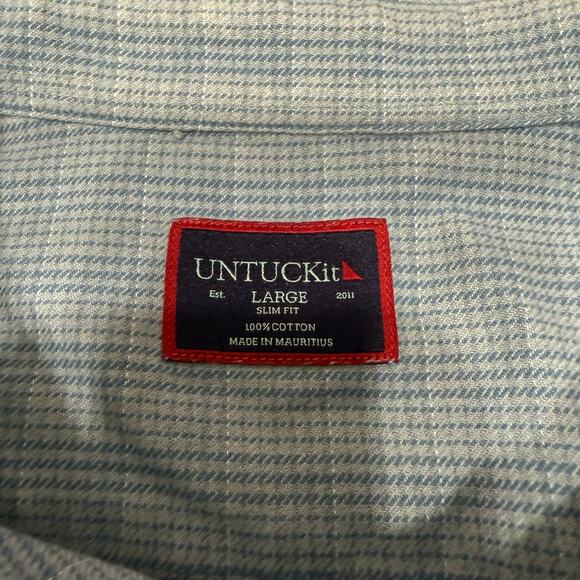 UNTUCKit
Est. LARGE 2011
SLIM FIT
100% COTTON
MADE IN MAURITIUS